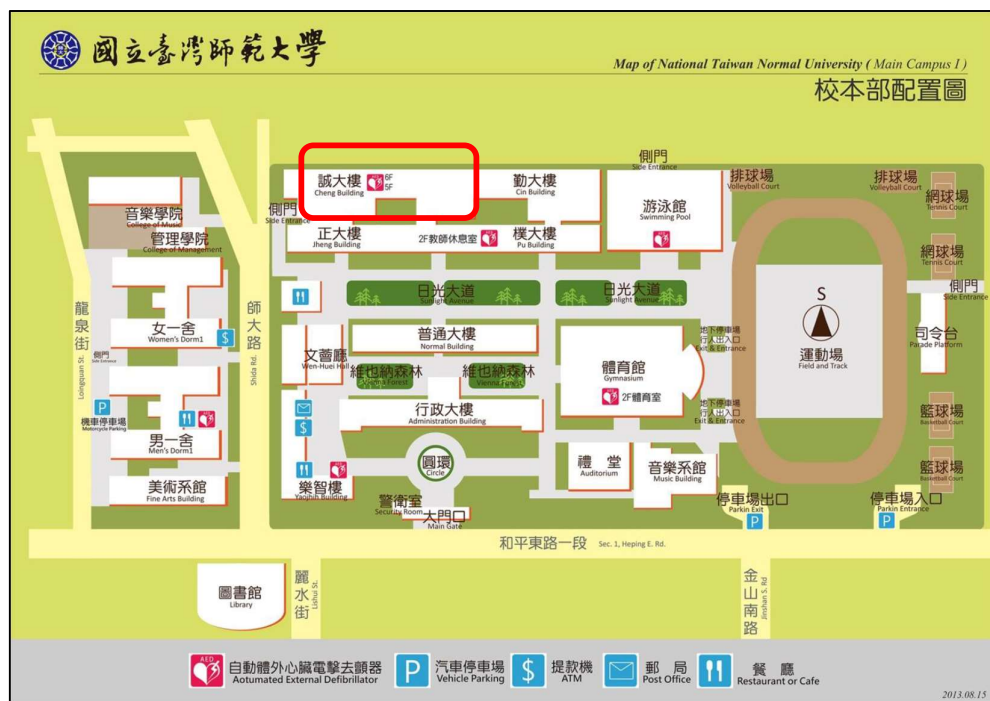 國立臺灣師範大學
Map of National Taiwan Normal University ( Main Campus I )
校本部配置圖
側門
Side Entrance
誠大樓
Cheng Building
6F
5F
勤大樓
Cin Building
排球場
Volleyball Court
排球場
Volleyball Court
游泳館
Swimming Pool
網球場
Tennis Court
音樂學院
College of Music
側門
Side Entrance
管理學院
College of Management
正大樓
Jheng Building
2F教師休息室
樸大樓
Pu Building
網球場
Tennis Court
側門
Side Entrance
日光大道
Sunlight Avenue
日光大道
Sunlight Avenue
S
龍泉街
Loingquan St.
師大路
Shida Rd.
女一舍
Women's Dorm1
側門
Side Entrance
文薈廳
Wen-Huei Hall
普通大樓
Normal Building
地下停車場
行人出入口
Exit & Entrance
司令台
Parade Platform
運動場
Field and Track
體育館
Gymnasium
2F體育室
維也納森林
Vienna Forest
維也納森林
Vienna Forest
地下停車場
行人出入口
Exit & Entrance
機車停車場
Motorcycle Parking
行政大樓
Administration Building
籃球場
Basketball Court
男一舍
Men's Dorm1
圓環
Circle
禮 堂
Auditorium
音樂系館
Music Building
籃球場
Basketball Court
美術系館
Fine Arts Building
樂智樓
警衛室
Security Room
大門口
Main Gate
停車場出口
Parkin Exit
P
停車場入口
Parkin Entrance
P
和平東路一段 Sec. 1, Heping E. Rd.
圖書館
Library
麗水街
Lishui St.
金山南路
Jinshan S. Rd
AED
自動體外心臟電擊去顫器
Aotumated External Defibrillator
P
汽車停車場
Vehicle Parking
$
提款機
ATM
郵 局
Post Office
餐 廳
Restaurant or Cafe
2013.08.15